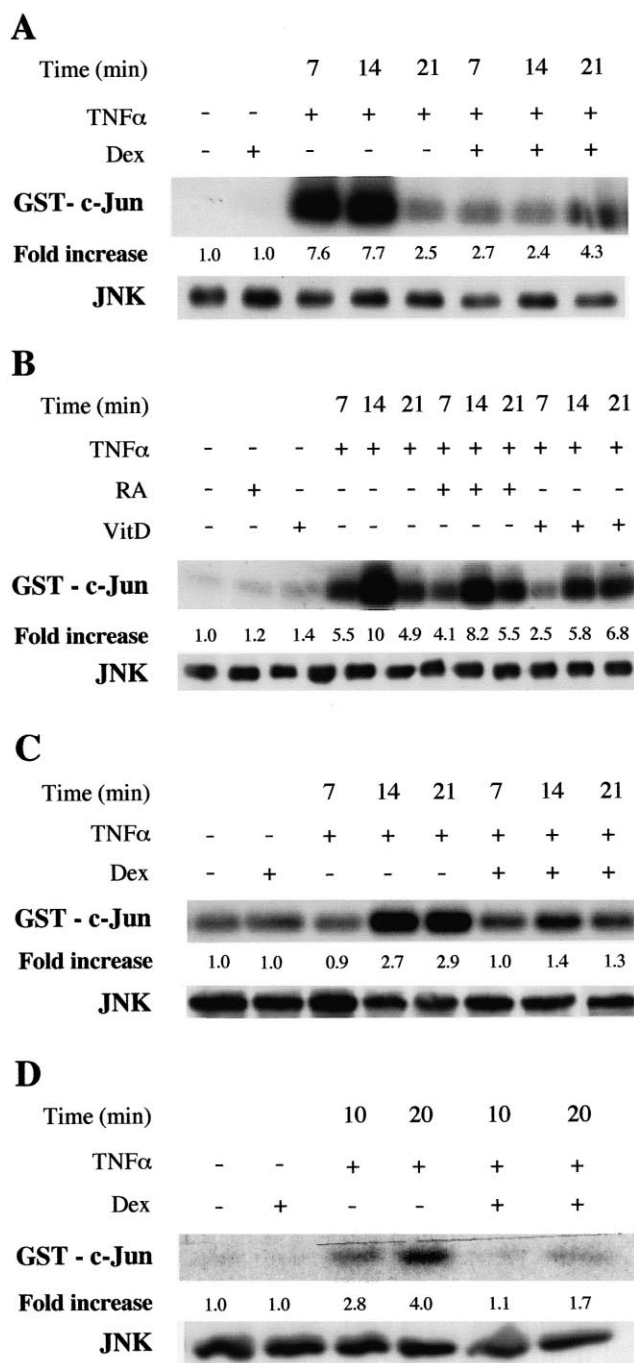 A
Time (min) 7 14 21 7 14 21
TNFα - - + + + + + +
Dex - + - - - + + +
GST- c-Jun
Fold increase 1.0 1.0 7.6 7.7 2.5 2.7 2.4 4.3
JNK
B
Time (min) 7 14 21 7 14 21 7 14 21
TNFα - - - + + + + + + + + +
RA - + - - - - + + + - - -
VitD - - + - - - - - - + + +
GST - c-Jun
Fold increase 1.0 1.2 1.4 5.5 10 4.9 4.1 8.2 5.5 2.5 5.8 6.8
JNK
C
Time (min) 7 14 21 7 14 21
TNFα - - + + + + + +
Dex - + - - - + + +
GST - c-Jun
Fold increase 1.0 1.0 0.9 2.7 2.9 1.0 1.4 1.3
JNK
D
Time (min) 10 20 10 20
TNFα - - + + + +
Dex - + - - + +
GST - c-Jun
Fold increase 1.0 1.0 2.8 4.0 1.1 1.7
JNK